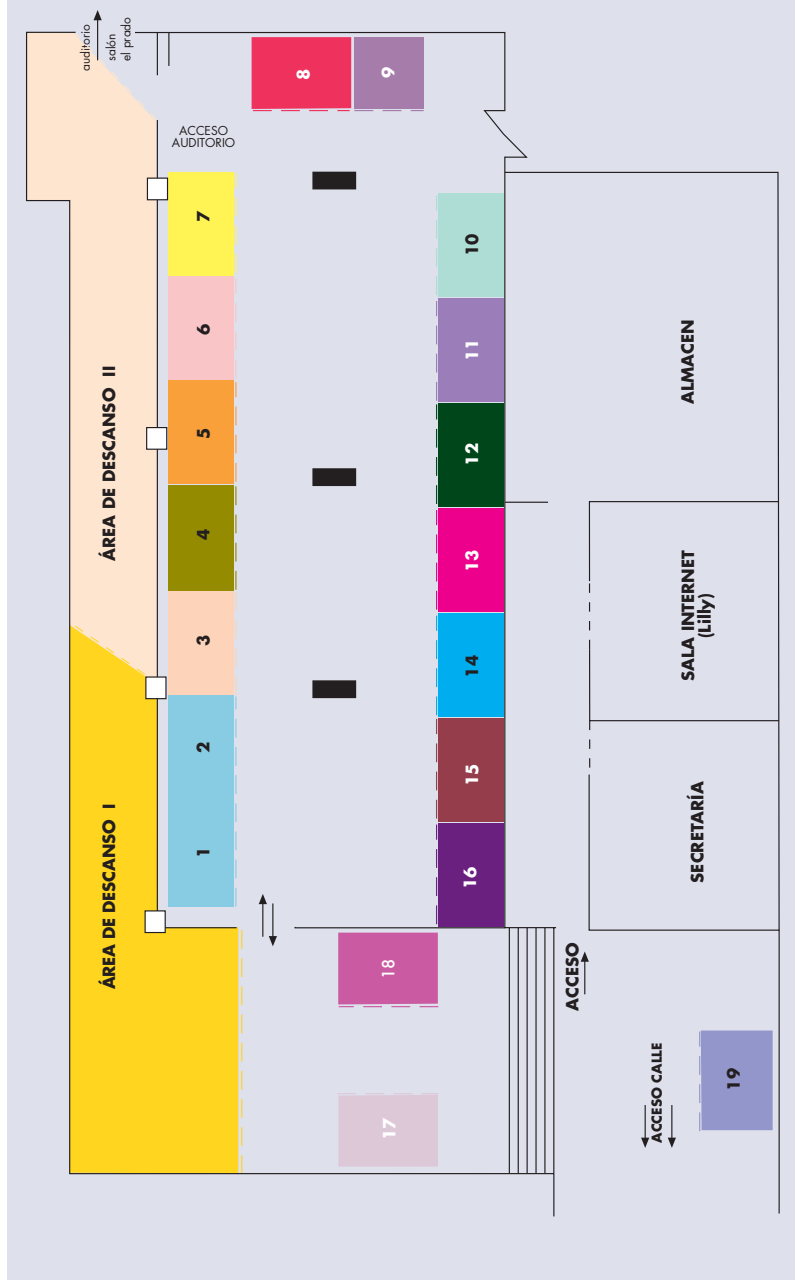 auditorio
salón
el prado
ACCESO
AUDITORIO
8
9
ÁREA DE DESCANSO II
ÁREA DE DESCANSO I
7
6
5
4
3
2
1
10
11
12
13
14
15
16
17
18
19
ALMACEN
SALA INTERNET
(Lilly)
SECRETARÍA
ACCESO
ACCESO CALLE